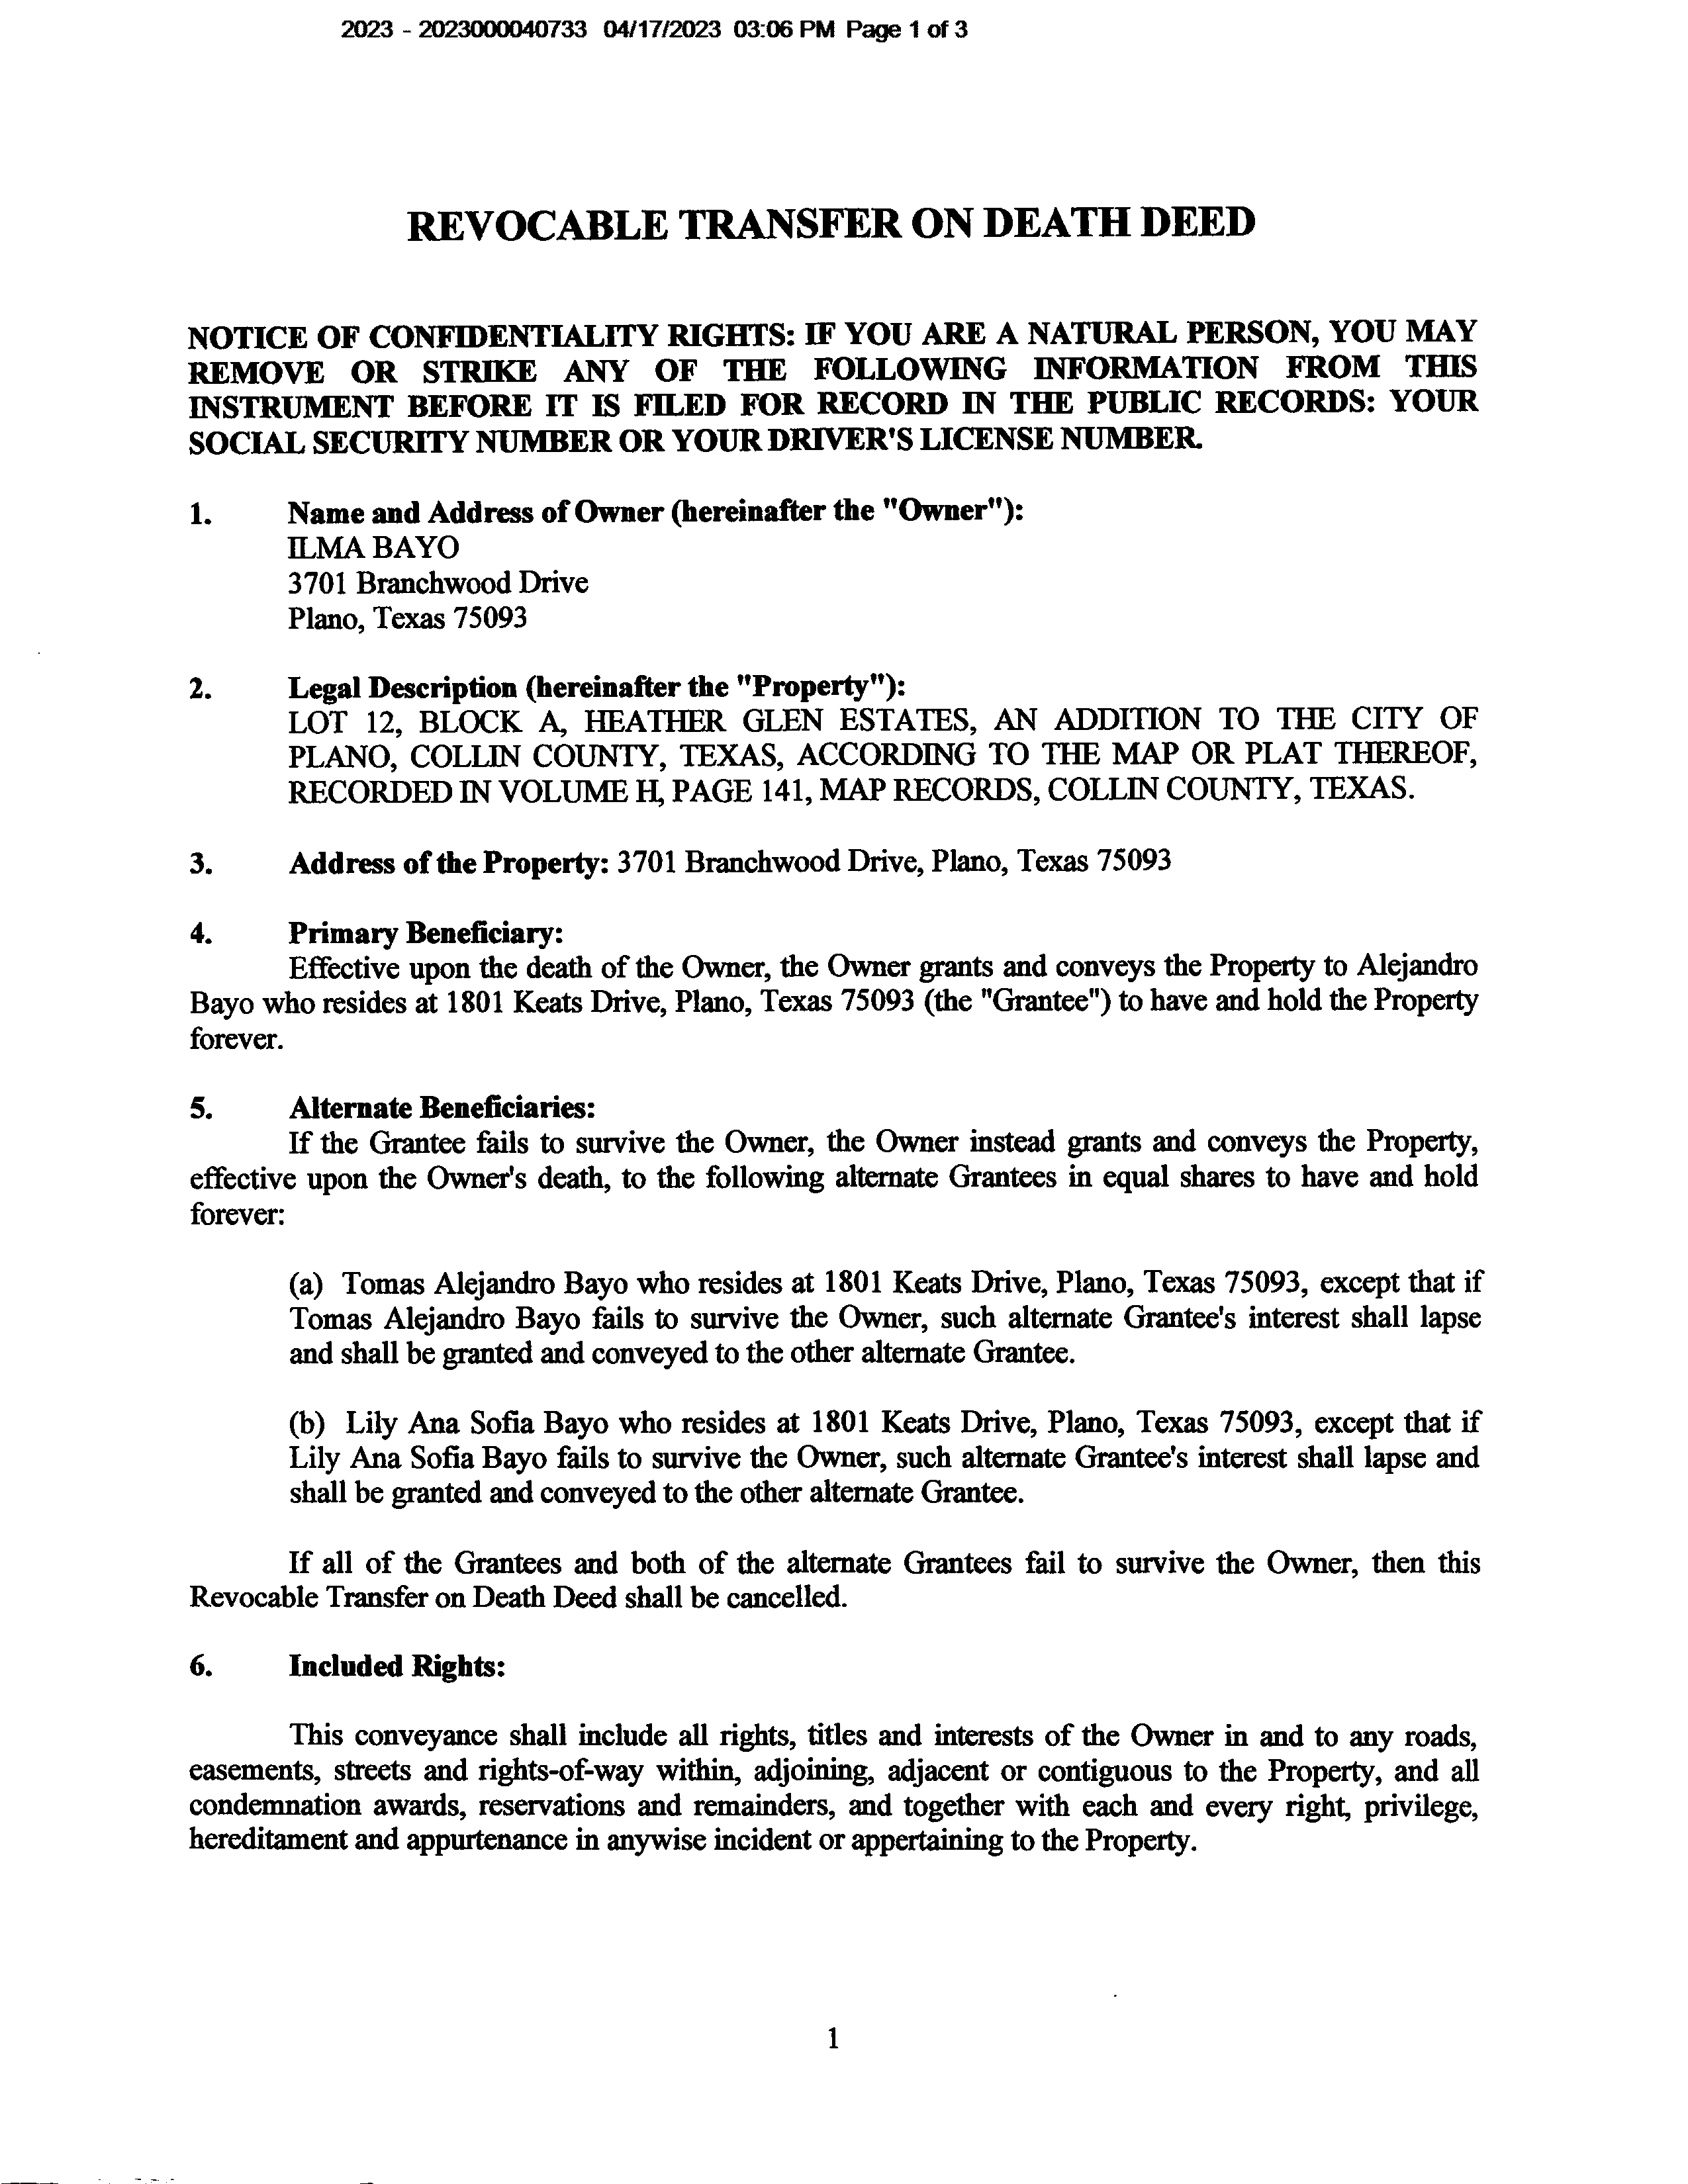 2023 - 2023000040733 04/17/2023 03:06 PM Page 1 of 3
REVOCABLE TRANSFER ON DEATH DEED
NOTICE OF CONFIDENTIALITY RIGHTS: IF YOU ARE A NATURAL PERSON, YOU MAY
REMOVE OR STRIKE ANY OF THE FOLLOWING INFORMATION FROM THIS
INSTRUMENT BEFORE IT IS FILED FOR RECORD IN THE PUBLIC RECORDS: YOUR
SOCIAL SECURITY NUMBER OR YOUR DRIVER'S LICENSE NUMBER.
1. Name and Address of Owner (hereinafter the "Owner"):
ILMA BAYO
3701 Branchwood Drive
Plano, Texas 75093
2. Legal Description (hereinafter the "Property"):
LOT 12, BLOCK A, HEATHER GLEN ESTATES, AN ADDITION TO THE CITY OF
PLANO, COLLIN COUNTY, TEXAS, ACCORDING TO THE MAP OR PLAT THEREOF,
RECORDED IN VOLUME H, PAGE 141, MAP RECORDS, COLLIN COUNTY, TEXAS.
3. Address of the Property: 3701 Branchwood Drive, Plano, Texas 75093
4. Primary Beneficiary:
Effective upon the death of the Owner, the Owner grants and conveys the Property to Alejandro
Bayo who resides at 1801 Keats Drive, Plano, Texas 75093 (the "Grantee") to have and hold the Property
forever.
5. Alternate Beneficiaries:
If the Grantee fails to survive the Owner, the Owner instead grants and conveys the Property,
effective upon the Owner's death, to the following alternate Grantees in equal shares to have and hold
forever:
(a) Tomas Alejandro Bayo who resides at 1801 Keats Drive, Plano, Texas 75093, except that if
Tomas Alejandro Bayo fails to survive the Owner, such alternate Grantee's interest shall lapse
and shall be granted and conveyed to the other alternate Grantee.
(b) Lily Ana Sofia Bayo who resides at 1801 Keats Drive, Plano, Texas 75093, except that if
Lily Ana Sofia Bayo fails to survive the Owner, such alternate Grantee's interest shall lapse and
shall be granted and conveyed to the other alternate Grantee.
If all of the Grantees and both of the alternate Grantees fail to survive the Owner, then this
Revocable Transfer on Death Deed shall be cancelled.
6. Included Rights:
This conveyance shall include all rights, titles and interests of the Owner in and to any roads,
easements, streets and rights-of-way within, adjoining, adjacent or contiguous to the Property, and all
condemnation awards, reservations and remainders, and together with each and every right, privilege,
hereditament and appurtenance in anywise incident or appertaining to the Property.
1